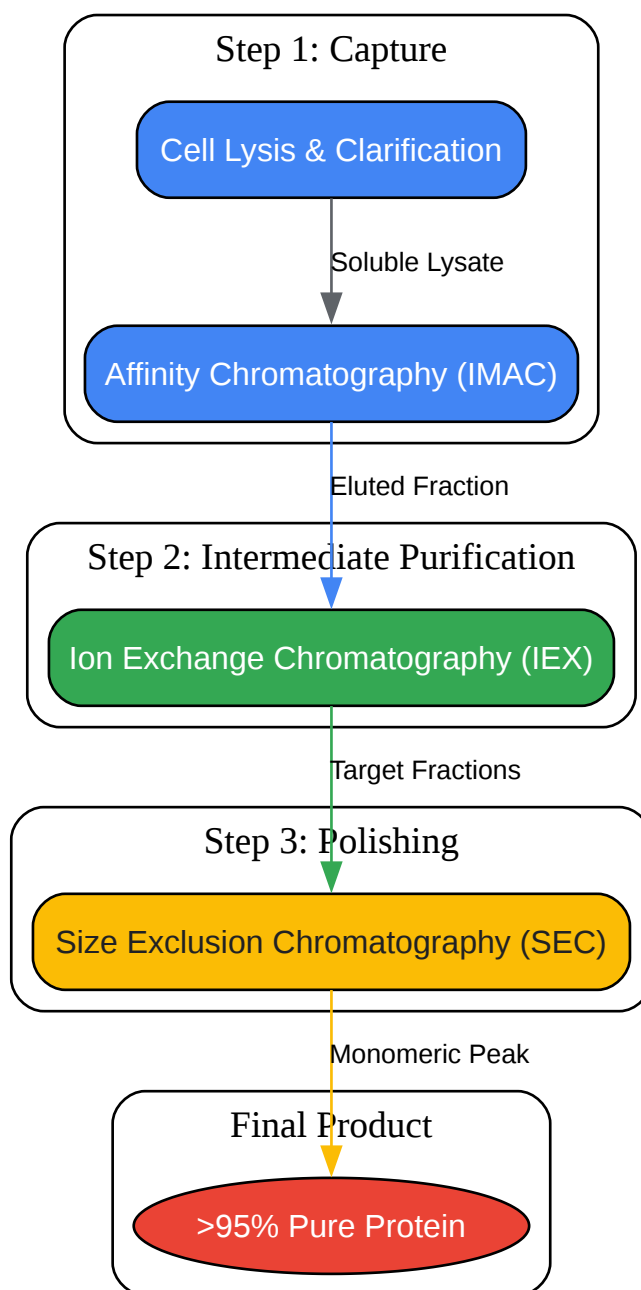 Step 1: Capture
Cell Lysis & Clarification
Soluble Lysate
Affinity Chromatography (IMAC)
Eluted Fraction
Step 2: Intermediate Purification
Ion Exchange Chromatography (IEX)
Target Fractions
Step 3: Polishing
Size Exclusion Chromatography (SEC)
Monomeric Peak
Final Product
>95% Pure Protein